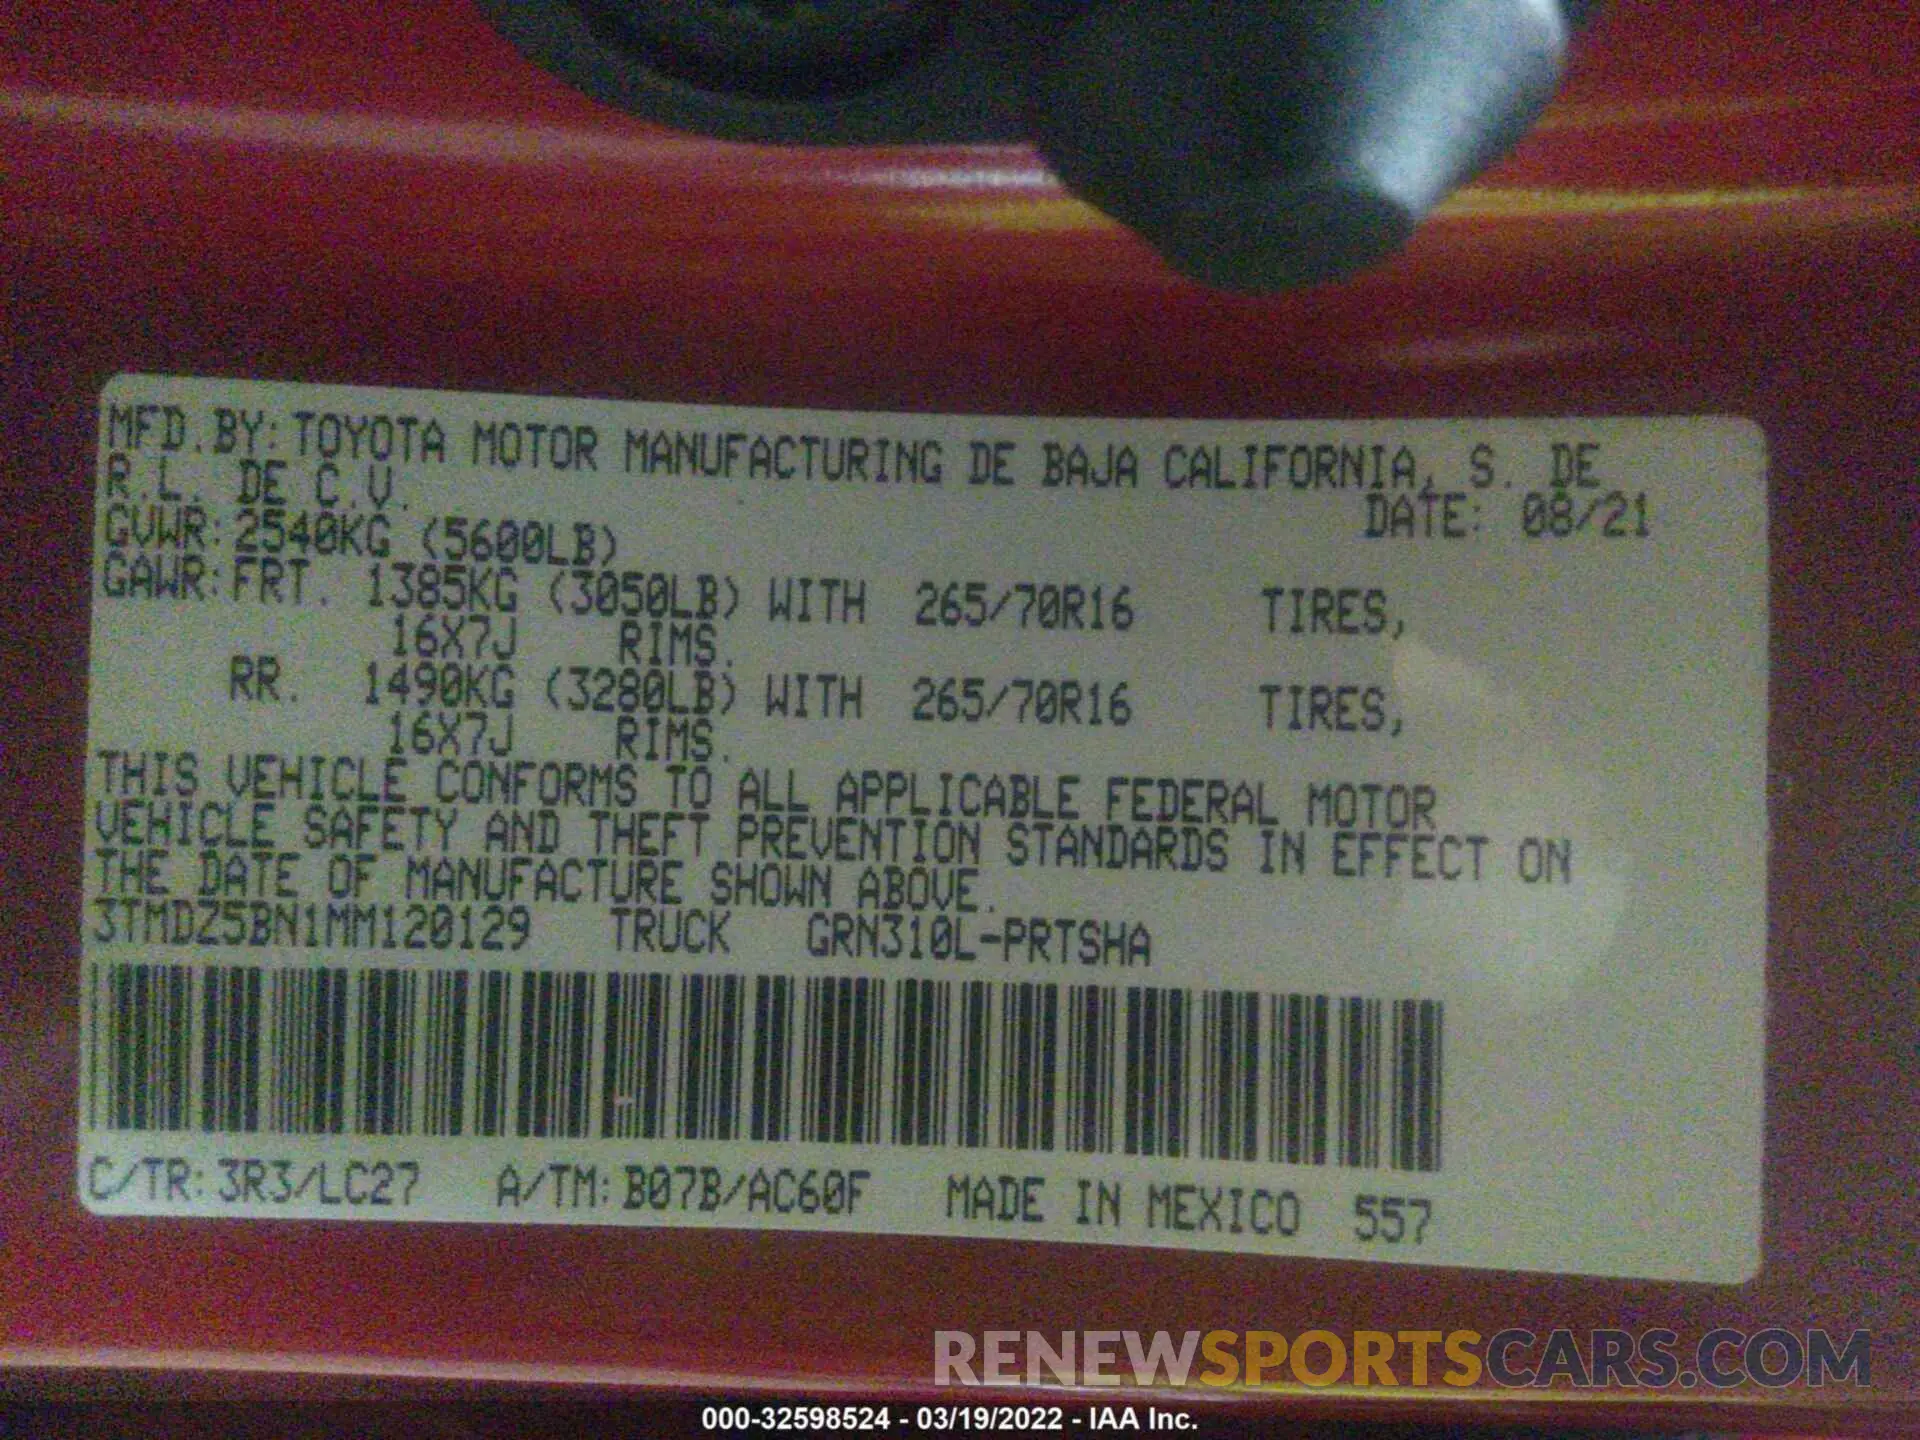 MFD.BY:TOYOTA MOTOR MANUFACTURING DE BAJA CALIFORNIA, S. DE
R.L. DE C.V.
DATE: 08/21
GVWR:2540KG (5600LB)
GAWR:FRT. 1385KG (3050LB) WITH 265/70R16 TIRES,
16X7J RIMS.
RR. 1490KG (3280LB) WITH 265/70R16 TIRES,
16X7J RIMS.
THIS VEHICLE CONFORMS TO ALL APPLICABLE FEDERAL MOTOR
VEHICLE SAFETY AND THEFT PREVENTION STANDARDS IN EFFECT ON
THE DATE OF MANUFACTURE SHOWN ABOVE.
3TMDZ5BN1MM120129 TRUCK GRN310L-PRTSHA
C/TR:3R3/LC27 A/TM:B07B/AC60F MADE IN MEXICO 557
RENEWSPORTSCARS.COM
000-32598524 - 03/19/2022 - IAA Inc.